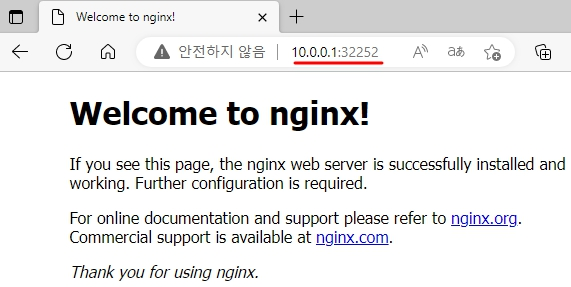 Welcome to nginx!
안전하지 않음
10.0.0.1:32252
Welcome to nginx!
If you see this page, the nginx web server is successfully installed and
working. Further configuration is required.
For online documentation and support please refer to nginx.org.
Commercial support is available at nginx.com.
Thank you for using nginx.